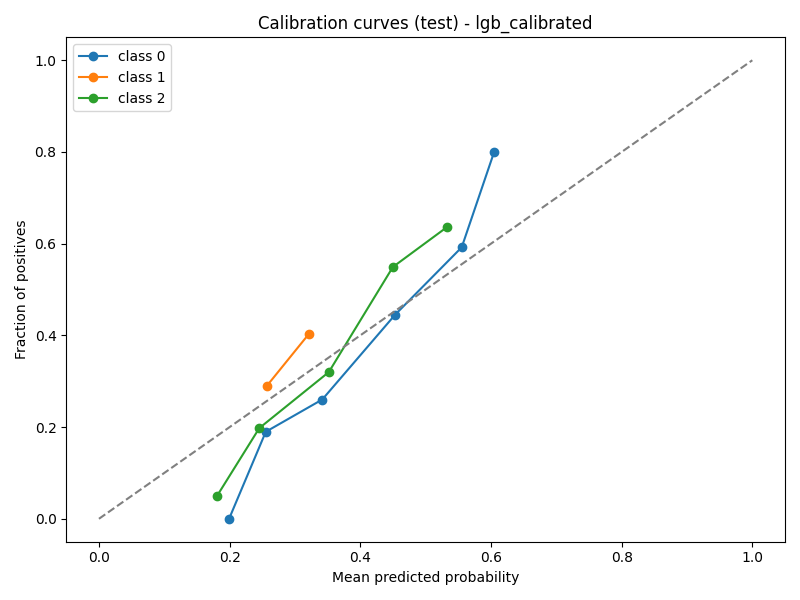 Calibration curves (test) - lgb_calibrated
class 0
class 1
class 2
1.0
0.8
0.6
0.4
0.2
0.0
Fraction of positives
0.0 0.2 0.4 0.6 0.8 1.0
Mean predicted probability